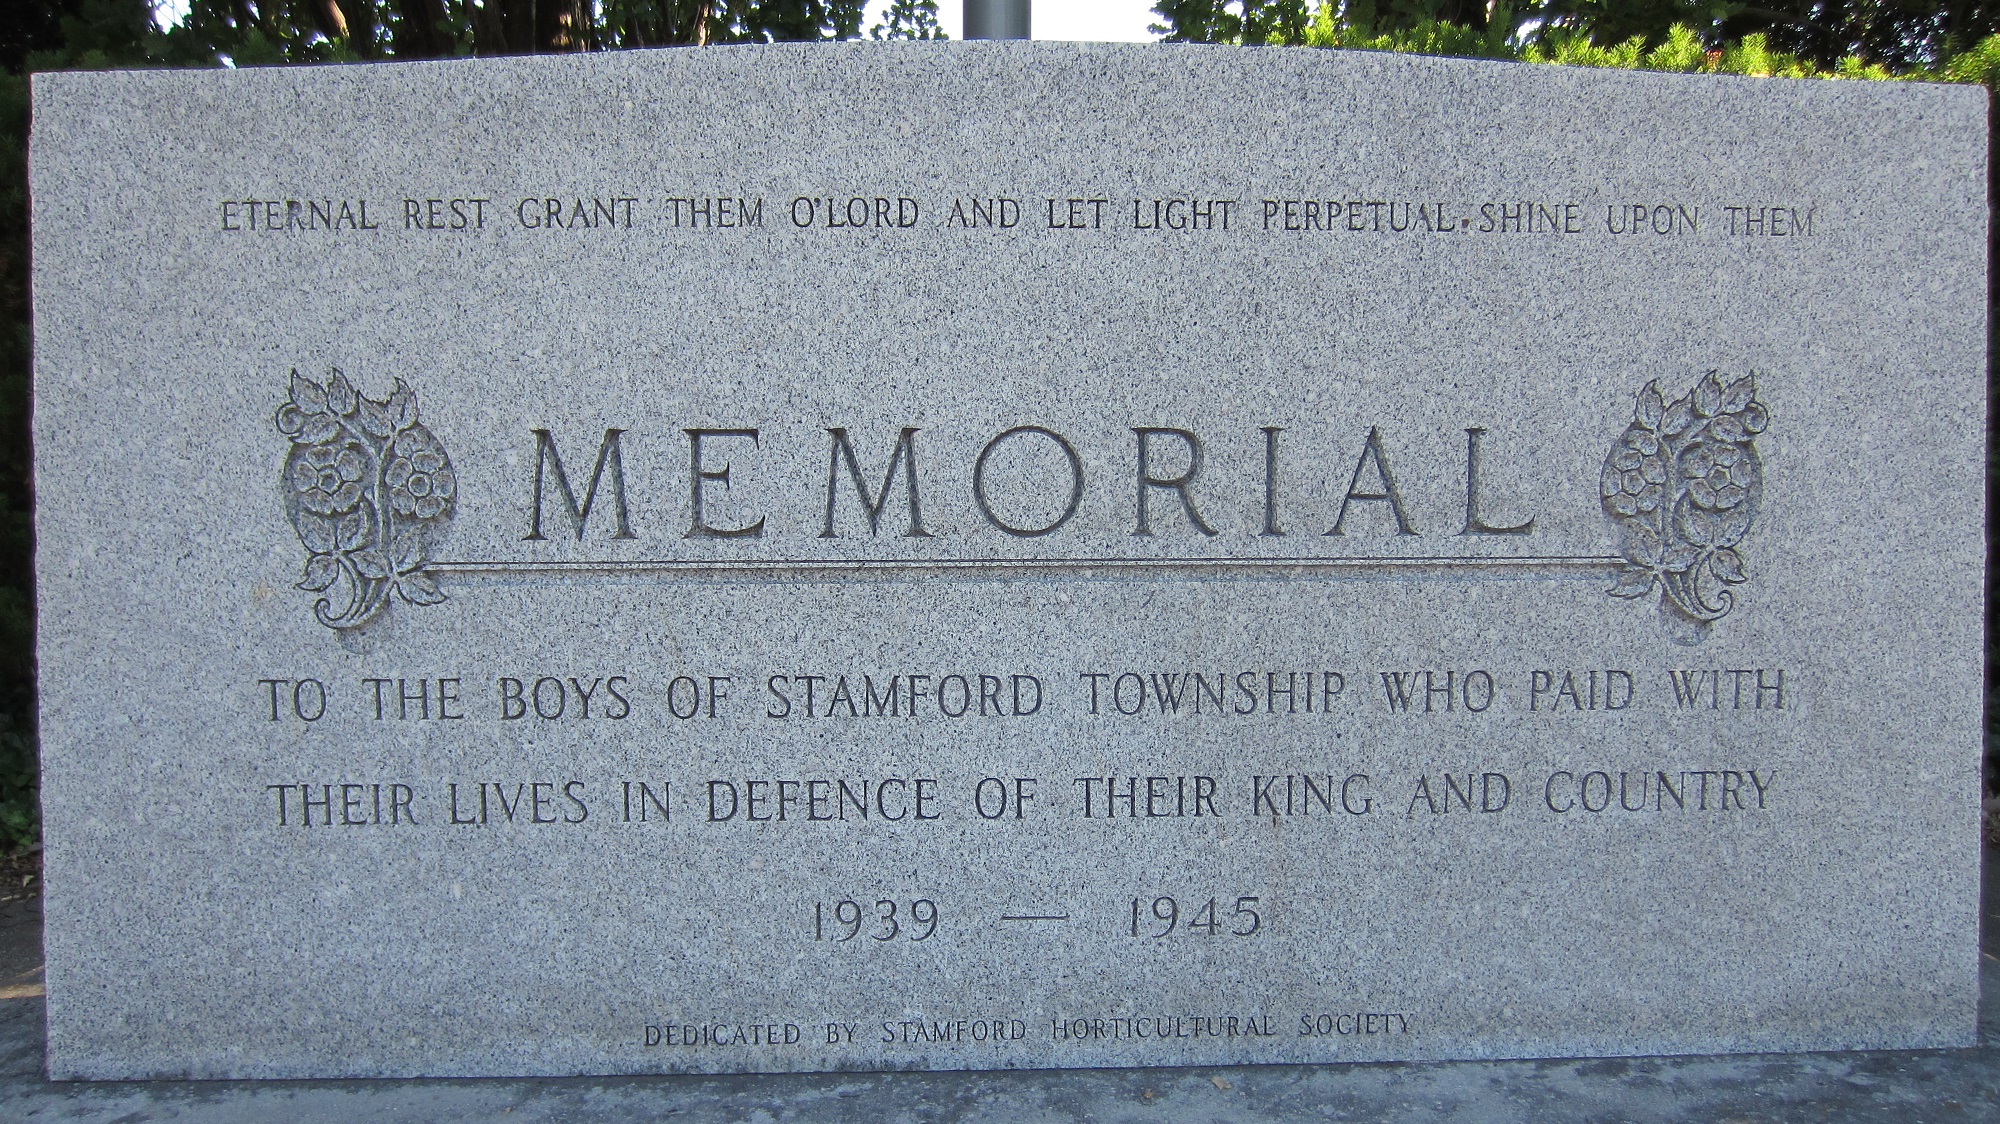 ETERNAL REST GRANT THEM O'LORD AND LET LIGHT PERPETUAL SHINE UPON THEM
MEMORIAL
TO THE BOYS OF STAMFORD TOWNSHIP WHO PAID WITH
THEIR LIVES IN DEFENCE OF THEIR KING AND COUNTRY
1939 — 1945
DEDICATED BY STAMFORD HORTICULTURAL SOCIETY